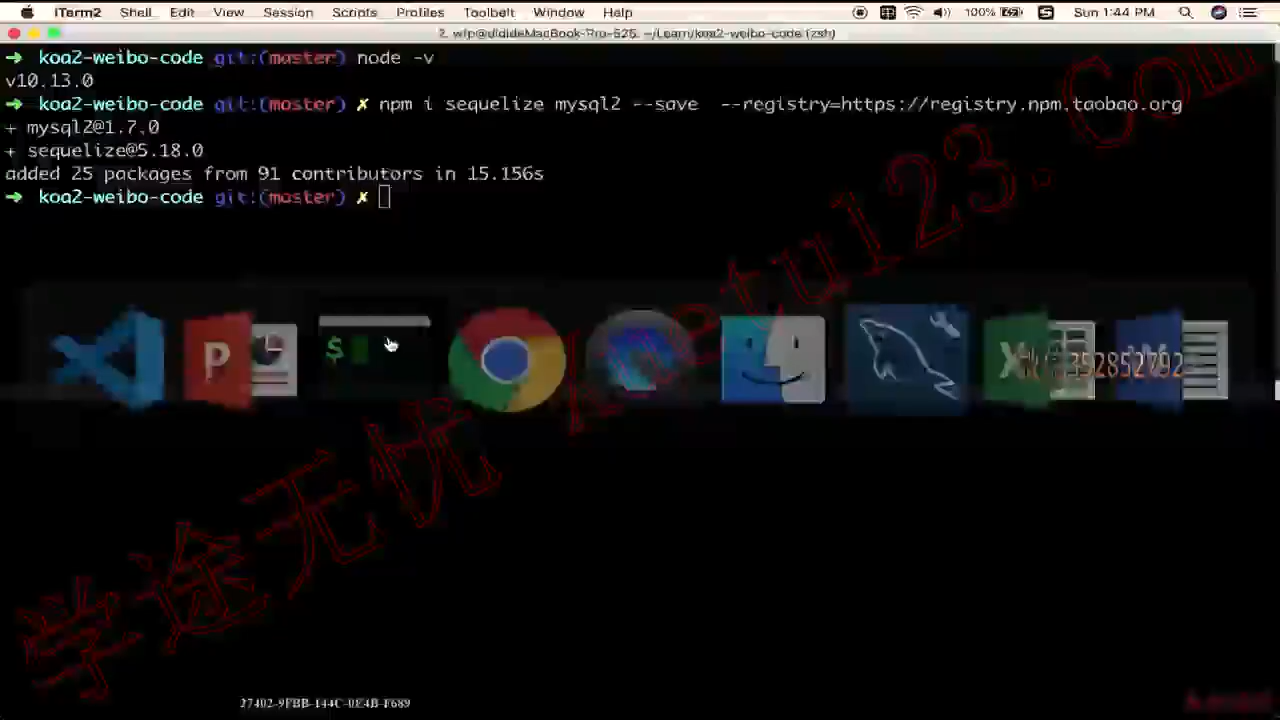 iTerm2 Shell Edit View Session Scripts Profiles Toolbelt Window Help 100% Sun 1:44 PM
➜ koa2-weibo-code git:(master) node -v
v10.13.0
➜ koa2-weibo-code git:(master) ✗ npm i sequelize mysql2 --save --registry=https://registry.npm.taobao.org
+ mysql2@1.7.0
+ sequelize@5.18.0
added 25 packages from 91 contributors in 15.156s
➜ koa2-weibo-code git:(master) ✗
P
$
学途无忧